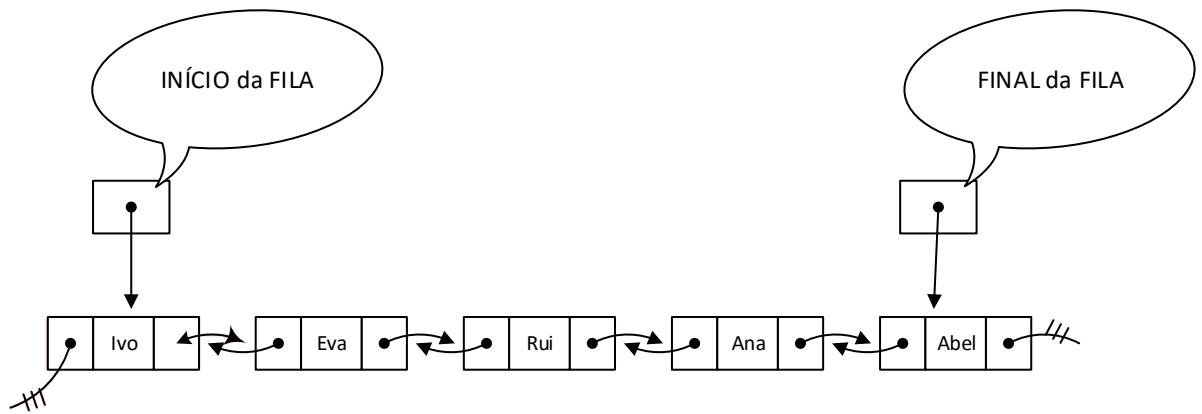 INÍCIO da FILA
FINAL da FILA
Ivo
Eva
Rui
Ana
Abel